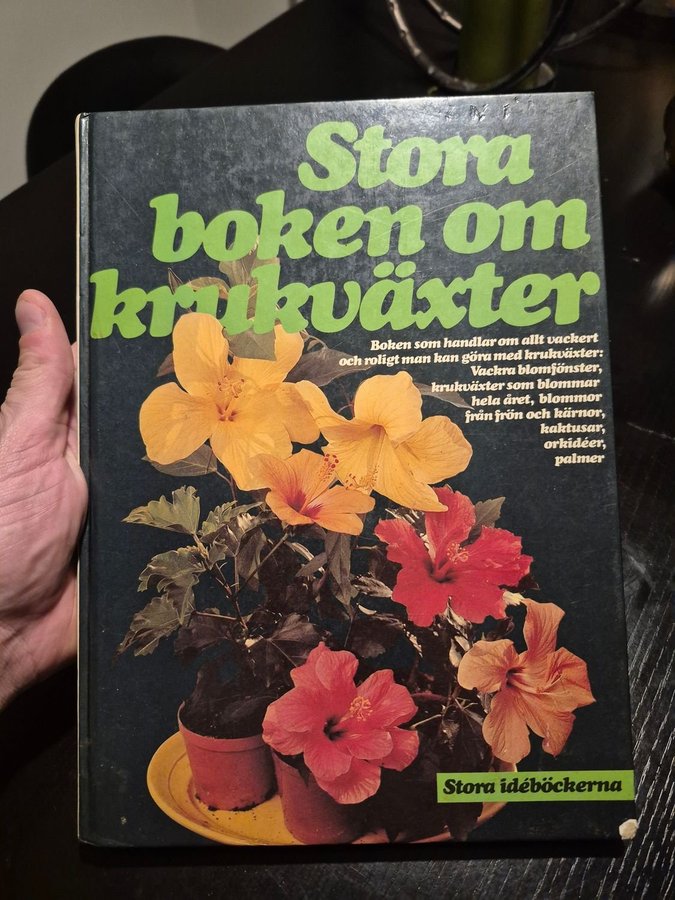 Stora
boken om
krukväxter
Boken som handlar om allt vackert
och roligt man kan göra med krukväxter:
Vackra blomfönster,
krukväxter som blommar
hela året, blommor
från frön och kärnor,
kaktusar,
orkidéer,
palmer
Stora idéböckerna